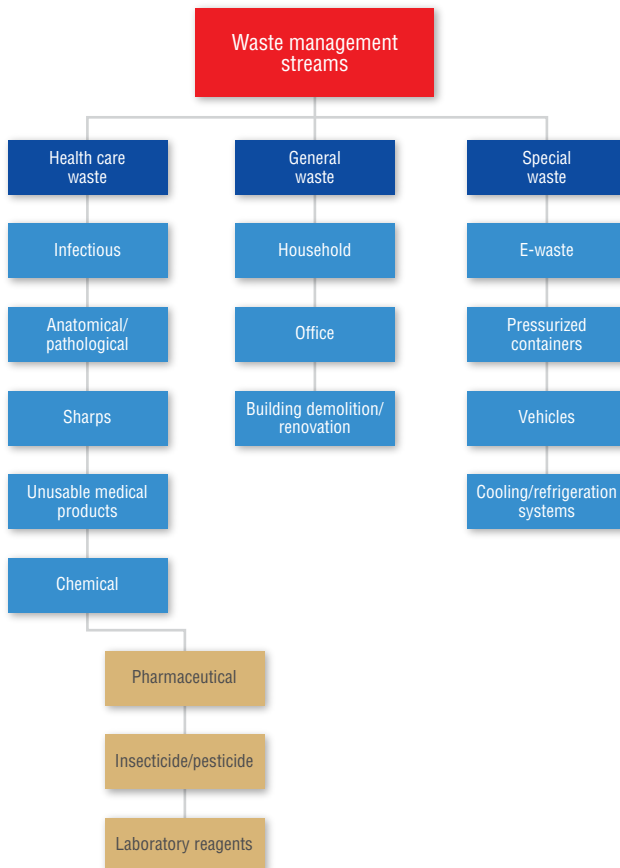 Waste management
streams
Health care
waste
General
waste
Special
waste
Infectious
Household
E-waste
Anatomical/
pathological
Office
Pressurized
containers
Sharps
Building demolition/
renovation
Vehicles
Unusable medical
products
Cooling/refrigeration
systems
Chemical
Pharmaceutical
Insecticide/pesticide
Laboratory reagents